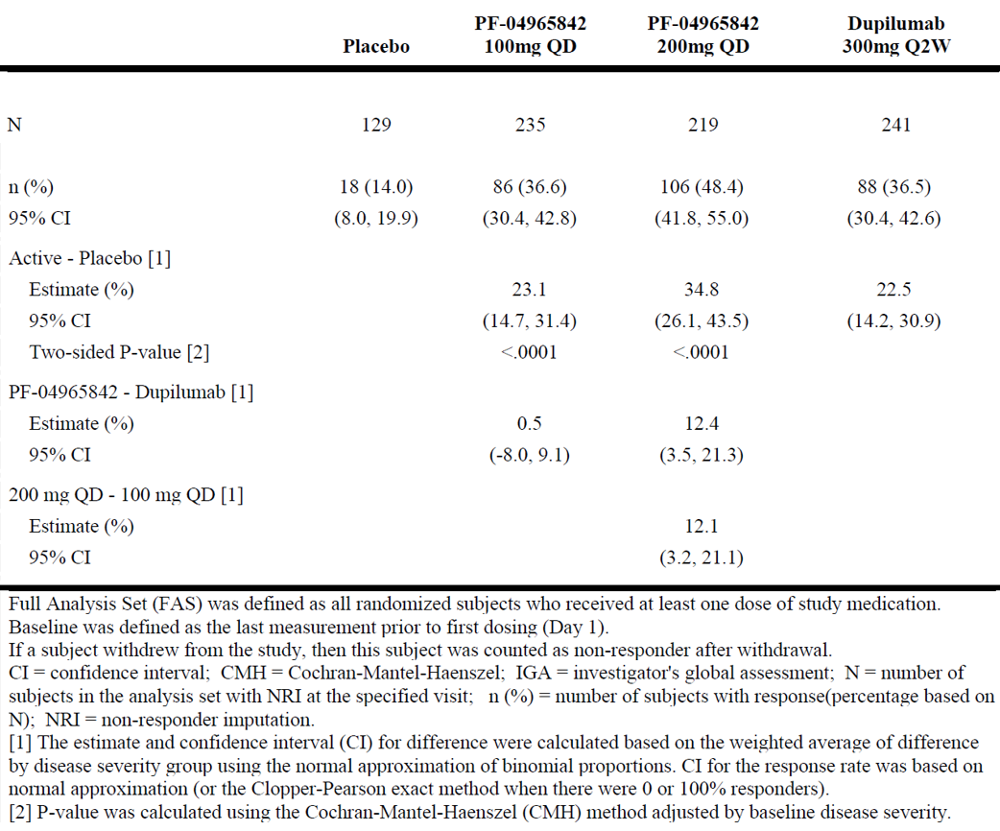 PF-04965842 PF-04965842 Dupilumab
Placebo 100mg QD 200mg QD 300mg Q2W
N 129 235 219 241
n (%) 18 (14.0) 86 (36.6) 106 (48.4) 88 (36.5)
95% CI (8.0, 19.9) (30.4, 42.8) (41.8, 55.0) (30.4, 42.6)
Active - Placebo [1]
Estimate (%) 23.1 34.8 22.5
95% CI (14.7, 31.4) (26.1, 43.5) (14.2, 30.9)
Two-sided P-value [2] <.0001 <.0001
PF-04965842 - Dupilumab [1]
Estimate (%) 0.5 12.4
95% CI (-8.0, 9.1) (3.5, 21.3)
200 mg QD - 100 mg QD [1]
Estimate (%) 12.1
95% CI (3.2, 21.1)
Full Analysis Set (FAS) was defined as all randomized subjects who received at least one dose of study medication.
Baseline was defined as the last measurement prior to first dosing (Day 1).
If a subject withdrew from the study, then this subject was counted as non-responder after withdrawal.
CI = confidence interval; CMH = Cochran-Mantel-Haenszel; IGA = investigator's global assessment; N = number of
subjects in the analysis set with NRI at the specified visit; n (%) = number of subjects with response(percentage based on
N); NRI = non-responder imputation.
[1] The estimate and confidence interval (CI) for difference were calculated based on the weighted average of difference
by disease severity group using the normal approximation of binomial proportions. CI for the response rate was based on
normal approximation (or the Clopper-Pearson exact method when there were 0 or 100% responders).
[2] P-value was calculated using the Cochran-Mantel-Haenszel (CMH) method adjusted by baseline disease severity.